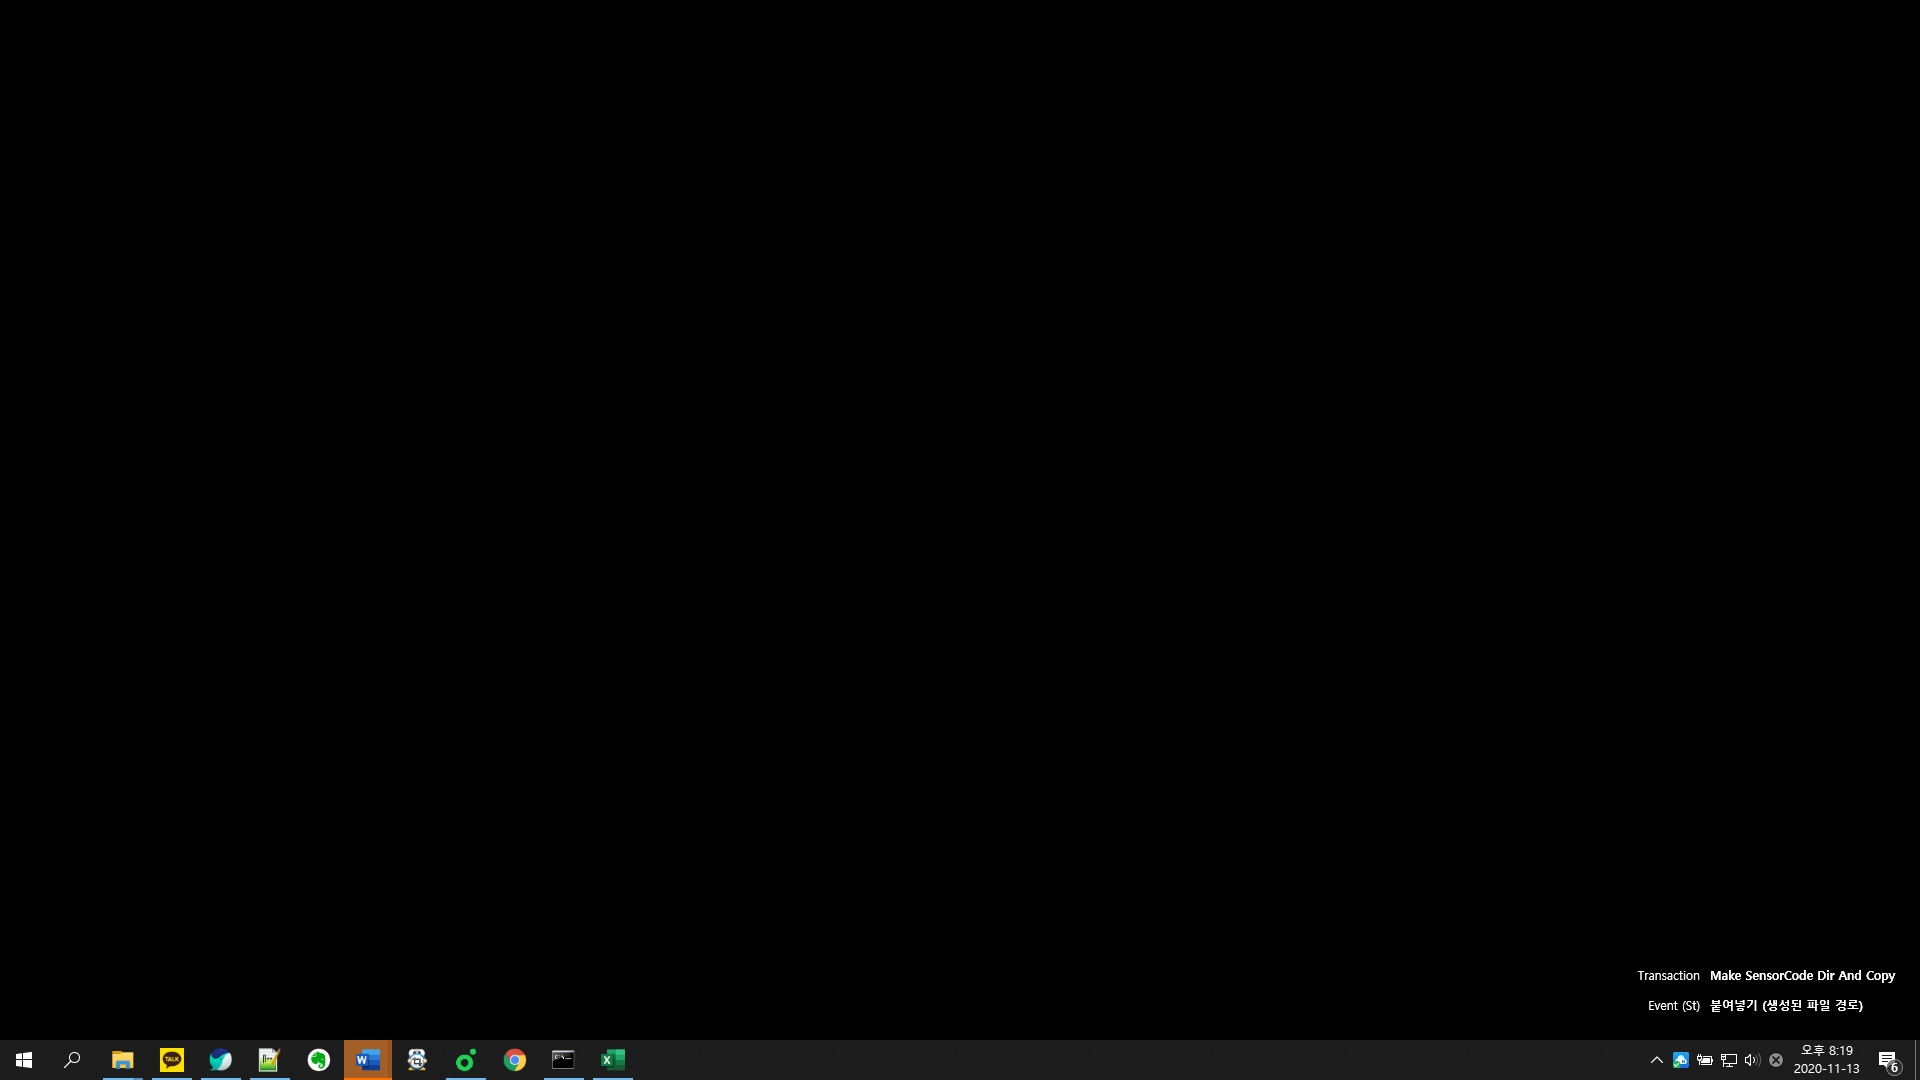 Transaction Make SensorCode Dir And Copy
Event (St) 붙여넣기 (생성된 파일 경로)
TALK
W
X
오후 8:19
2020-11-13
6